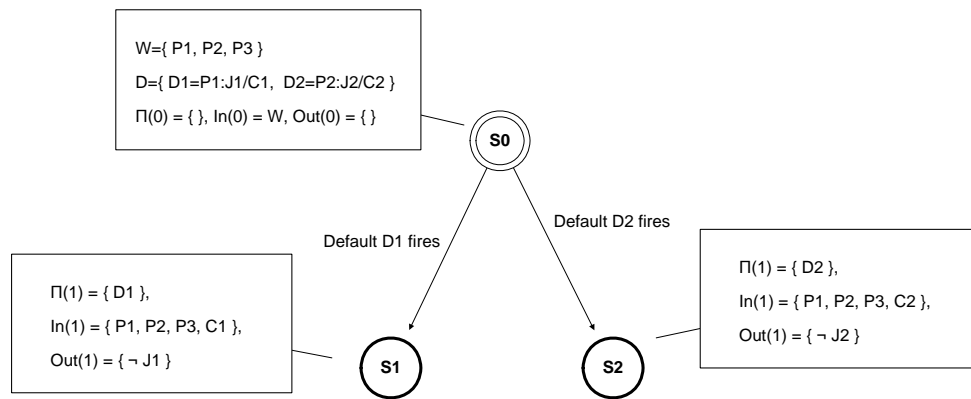 W={ P1, P2, P3 }
D={ D1=P1:J1/C1,  D2=P2:J2/C2 }
Π(0) = { }, In(0) = W, Out(0) = { }
S0
Default D1 fires
Default D2 fires
Π(1) = { D1 },
In(1) = { P1, P2, P3, C1 },
Out(1) = { ¬ J1 }
S1
S2
Π(1) = { D2 },
In(1) = { P1, P2, P3, C2 },
Out(1) = { ¬ J2 }